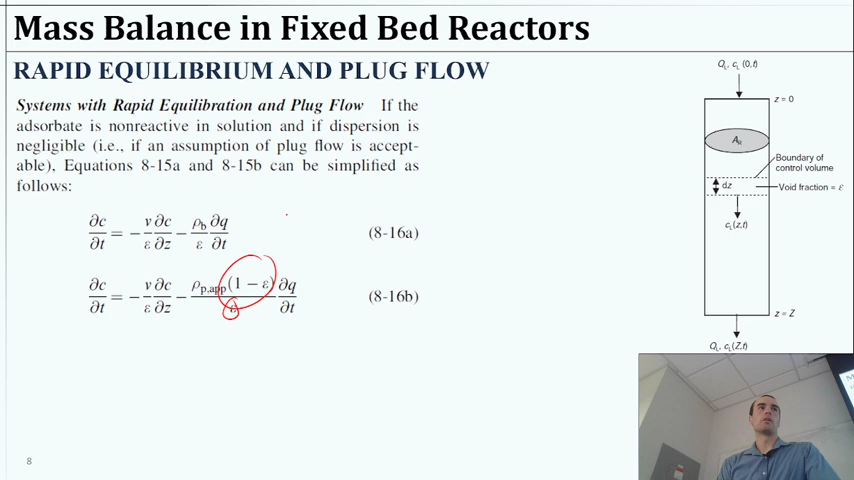 Mass Balance in Fixed Bed Reactors
RAPID EQUILIBRIUM AND PLUG FLOW
Systems with Rapid Equilibration and Plug Flow If the
adsorbate is nonreactive in solution and if dispersion is
negligible (i.e., if an assumption of plug flow is accept-
able), Equations 8-15a and 8-15b can be simplified as
follows:
∂c/∂t = −(v/ε)(∂c/∂z) − (ρb/ε)(∂q/∂t) (8-16a)
∂c/∂t = −(v/ε)(∂c/∂z) − (ρp,app(1 − ε)/ε)(∂q/∂t) (8-16b)
QL, cL (0,t)
z = 0
AR
Boundary of
control volume
dz
Void fraction = ε
cL(z,t)
z = Z
QL, cL(Z,t)
8